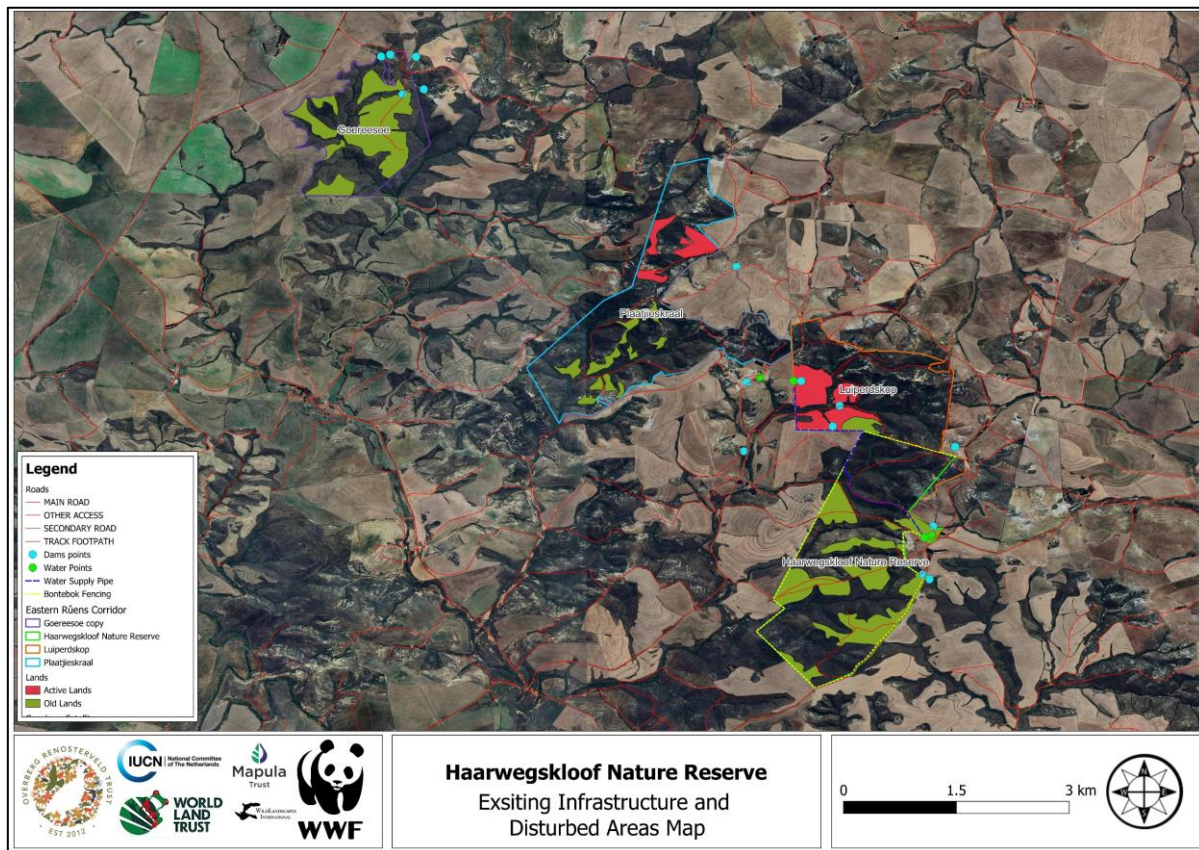 Goereesoe
Plaatjieskraal
Luiperdskop
Haarwegskloof Nature Reserve
Legend
Roads
MAIN ROAD
OTHER ACCESS
SECONDARY ROAD
TRACK FOOTPATH
Dams points
Water Points
Water Supply Pipe
Bontebok Fencing
Eastern Rûens Corridor
Goereesoe copy
Haarwegskloof Nature Reserve
Luiperdskop
Plaatjieskraal
Lands
Active Lands
Old Lands
OVERBERG RENOSTERVELD TRUST
EST 2012
IUCN National Committee
of The Netherlands
WORLD
LAND
TRUST
Mapula
Trust
WILDLANDSCAPES
INTERNATIONAL
WWF
Haarwegskloof Nature Reserve
Exsiting Infrastructure and
Disturbed Areas Map
0 1.5 3 km
N
E
S
W